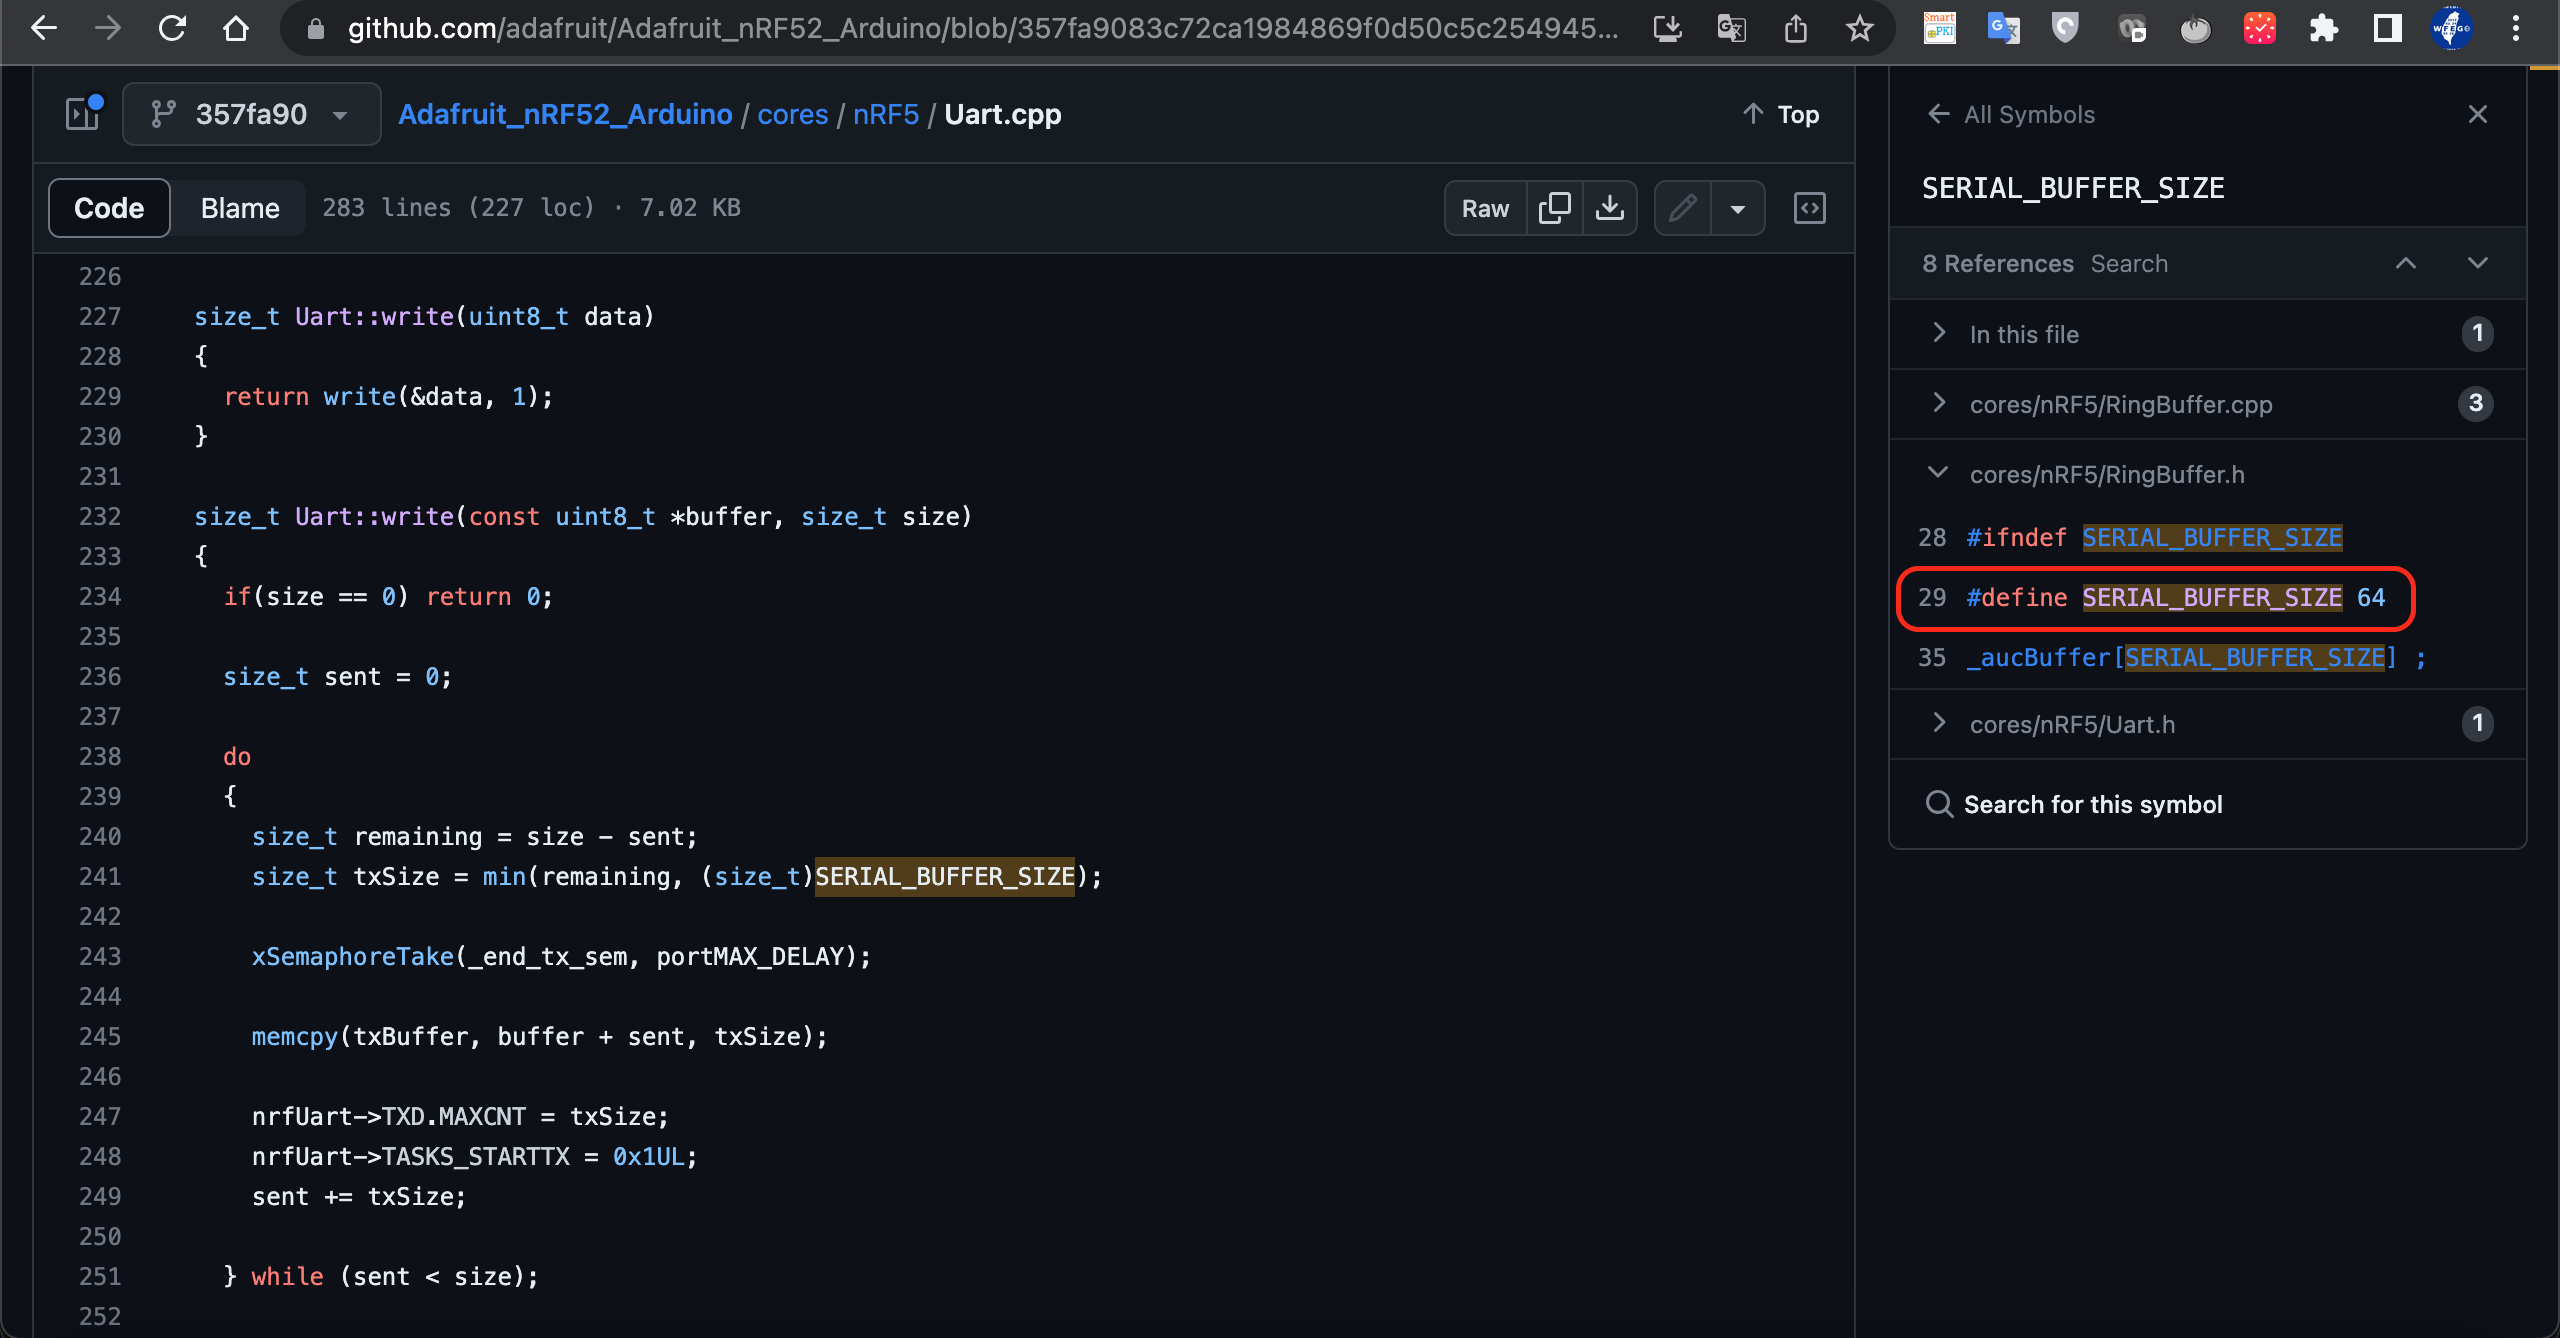 github.com/adafruit/Adafruit_nRF52_Arduino/blob/357fa9083c72ca1984869f0d50c5c254945...
Smart
PKI
357fa90
Adafruit_nRF52_Arduino / cores / nRF5 / Uart.cpp
Top
Code
Blame
283 lines (227 loc) · 7.02 KB
Raw
226
227 size_t Uart::write(uint8_t data)
228 {
229 return write(&data, 1);
230 }
231
232 size_t Uart::write(const uint8_t *buffer, size_t size)
233 {
234 if(size == 0) return 0;
235
236 size_t sent = 0;
237
238 do
239 {
240 size_t remaining = size - sent;
241 size_t txSize = min(remaining, (size_t)SERIAL_BUFFER_SIZE);
242
243 xSemaphoreTake(_end_tx_sem, portMAX_DELAY);
244
245 memcpy(txBuffer, buffer + sent, txSize);
246
247 nrfUart->TXD.MAXCNT = txSize;
248 nrfUart->TASKS_STARTTX = 0x1UL;
249 sent += txSize;
250
251 } while (sent < size);
252
All Symbols
SERIAL_BUFFER_SIZE
8 References Search
In this file 1
cores/nRF5/RingBuffer.cpp 3
cores/nRF5/RingBuffer.h
28 #ifndef SERIAL_BUFFER_SIZE
29 #define SERIAL_BUFFER_SIZE 64
35 _aucBuffer[SERIAL_BUFFER_SIZE] ;
cores/nRF5/Uart.h 1
Search for this symbol